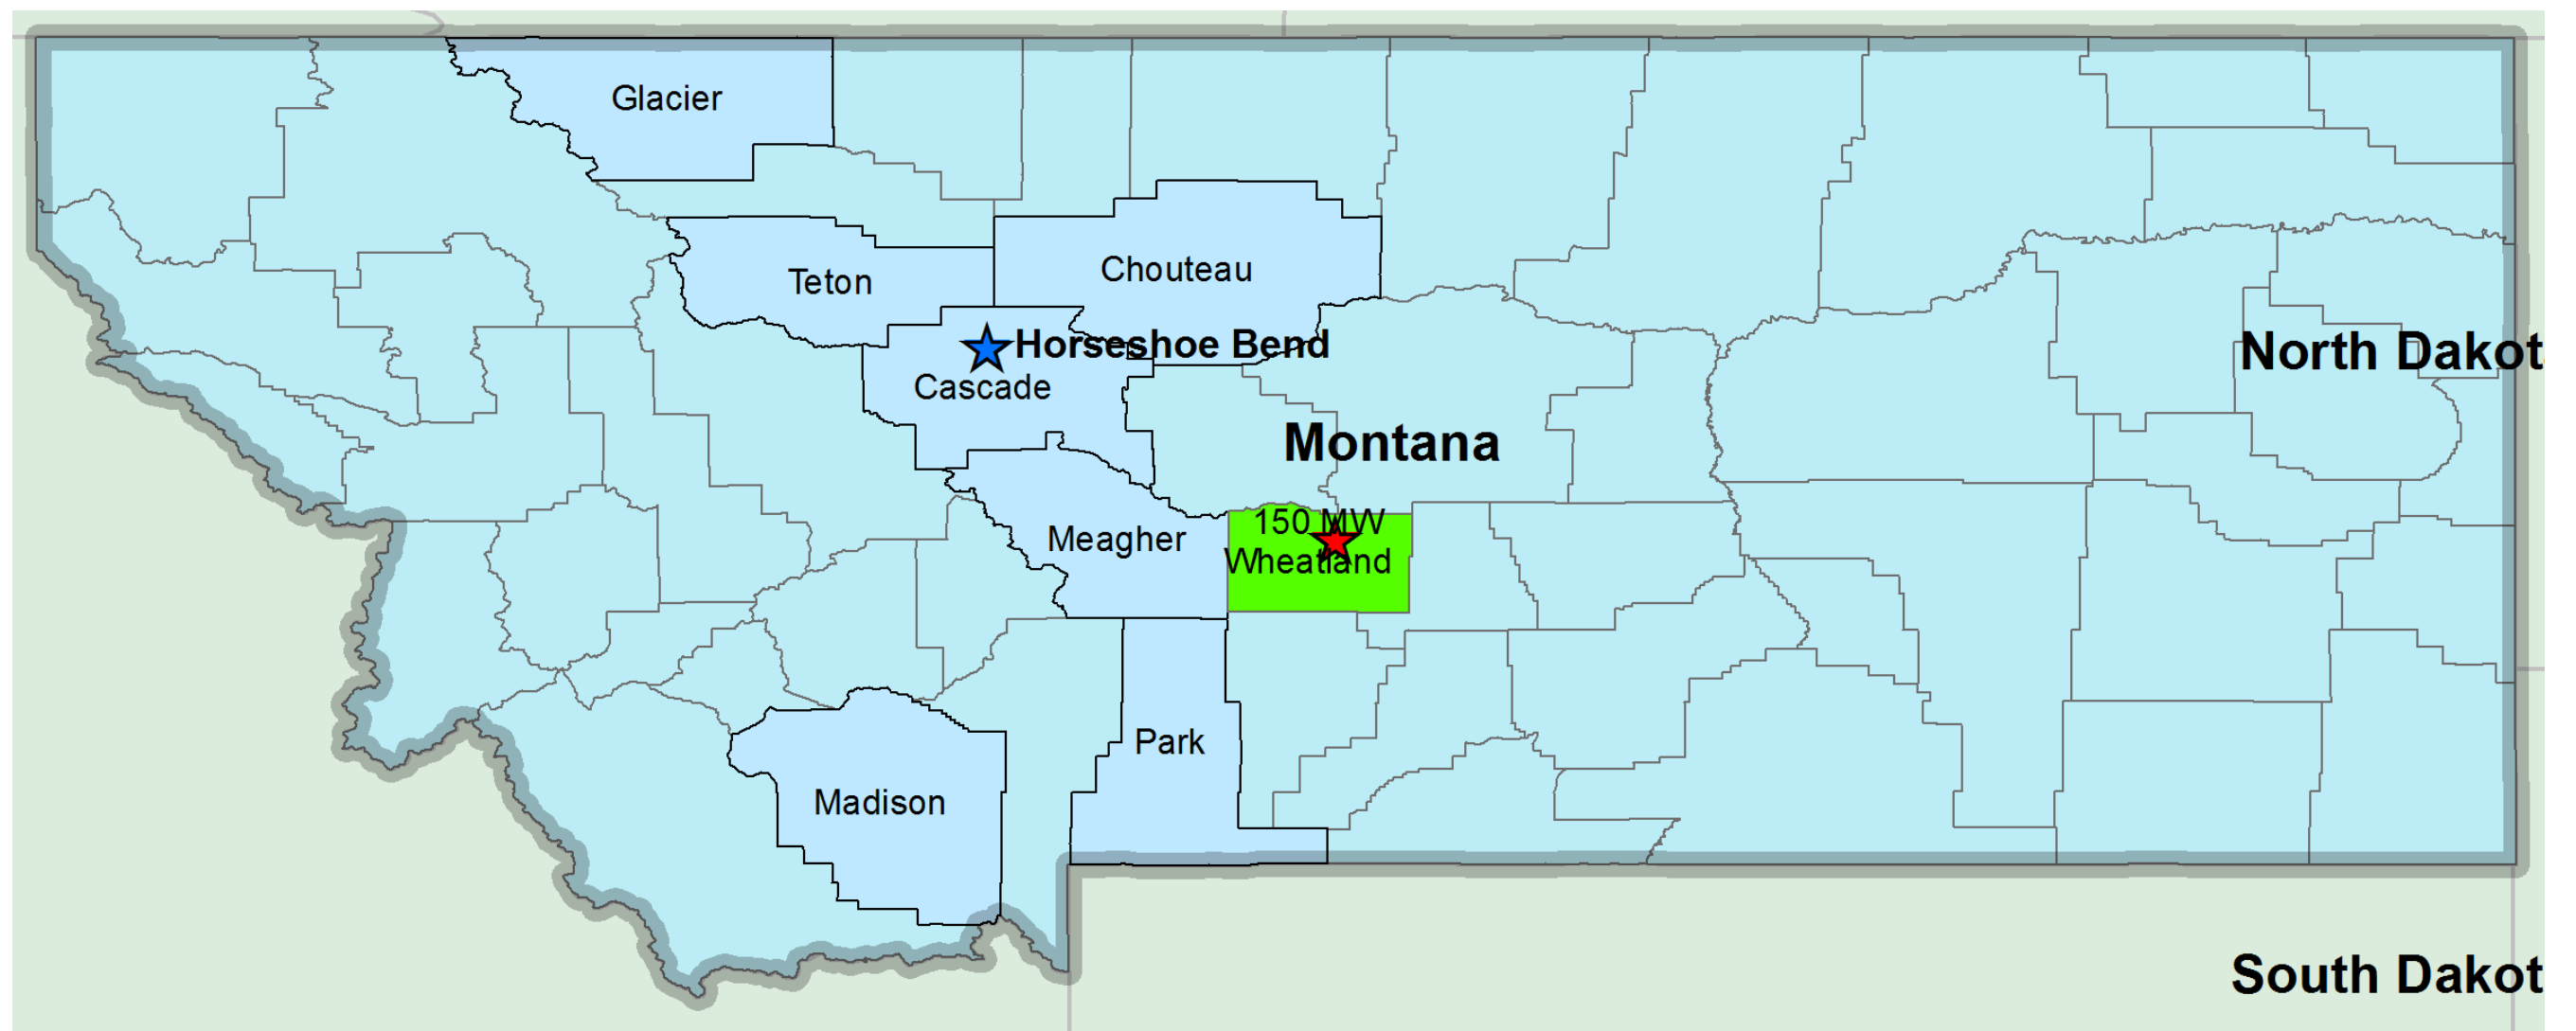 Glacier
Teton
Chouteau
Horseshoe Bend
North Dakot
Cascade
Montana
150 MW
Meagher
Wheatland
Park
Madison
South Dakot